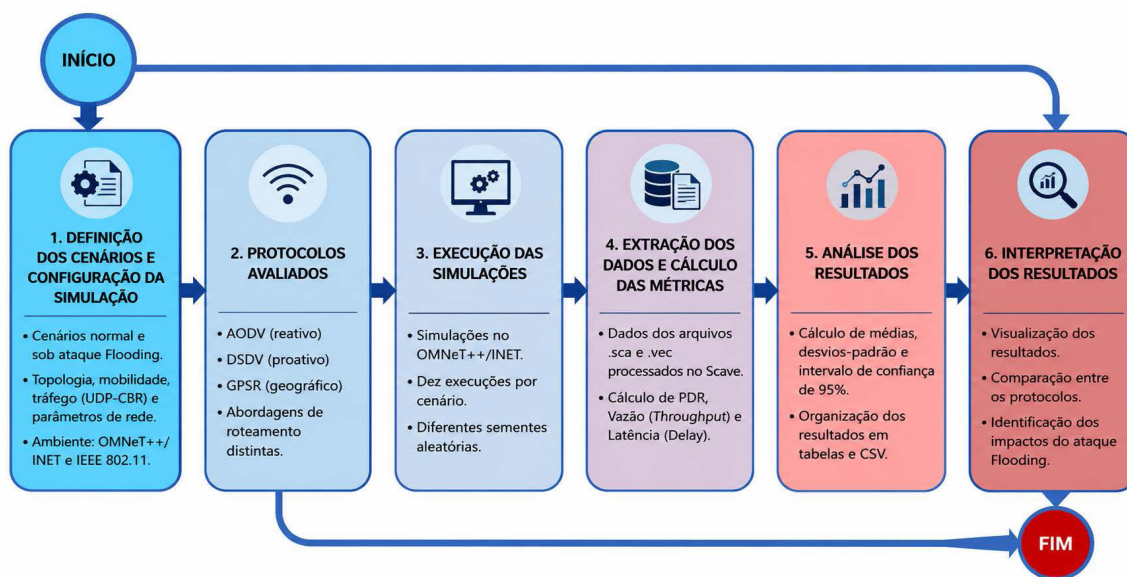 INÍCIO
1. DEFINIÇÃO
DOS CENÁRIOS E
CONFIGURAÇÃO DA
SIMULAÇÃO
• Cenários normal e
sob ataque Flooding.
• Topologia, mobilidade,
tráfego (UDP-CBR) e
parâmetros de rede.
• Ambiente: OMNeT++/
INET e IEEE 802.11.
2. PROTOCOLOS
AVALIADOS
• AODV (reativo)
• DSDV (proativo)
• GPSR (geográfico)
• Abordagens de
roteamento
distintas.
3. EXECUÇÃO DAS
SIMULAÇÕES
• Simulações no
OMNeT++/INET.
• Dez execuções por
cenário.
• Diferentes sementes
aleatórias.
4. EXTRAÇÃO DOS
DADOS E CÁLCULO
DAS MÉTRICAS
• Dados dos arquivos
.sca e .vec
processados no Scave.
• Cálculo de PDR,
Vazão (Throughput) e
Latência (Delay).
5. ANÁLISE DOS
RESULTADOS
• Cálculo de médias,
desvios-padrão e
intervalo de confiança
de 95%.
• Organização dos
resultados em
tabelas e CSV.
6. INTERPRETAÇÃO
DOS RESULTADOS
• Visualização dos
resultados.
• Comparação entre
os protocolos.
• Identificação dos
impactos do ataque
Flooding.
FIM